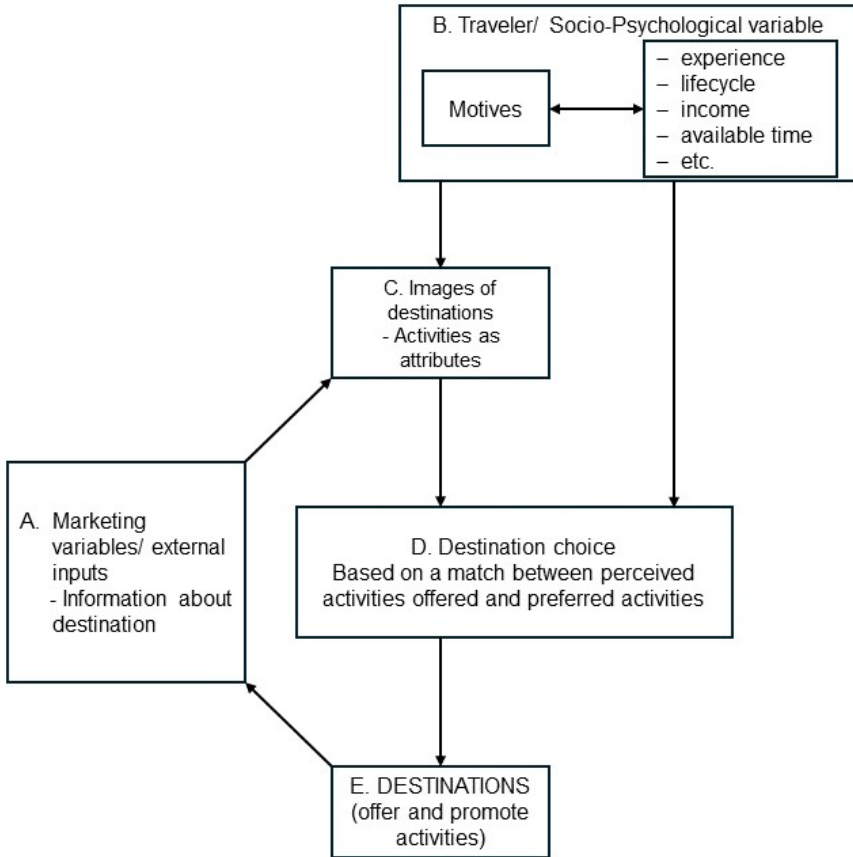 B. Traveler/ Socio-Psychological variable
Motives
– experience
– lifecycle
– income
– available time
– etc.
C. Images of
destinations
- Activities as
attributes
A. Marketing
variables/ external
inputs
- Information about
destination
D. Destination choice
Based on a match between perceived
activities offered and preferred activities
E. DESTINATIONS
(offer and promote
activities)